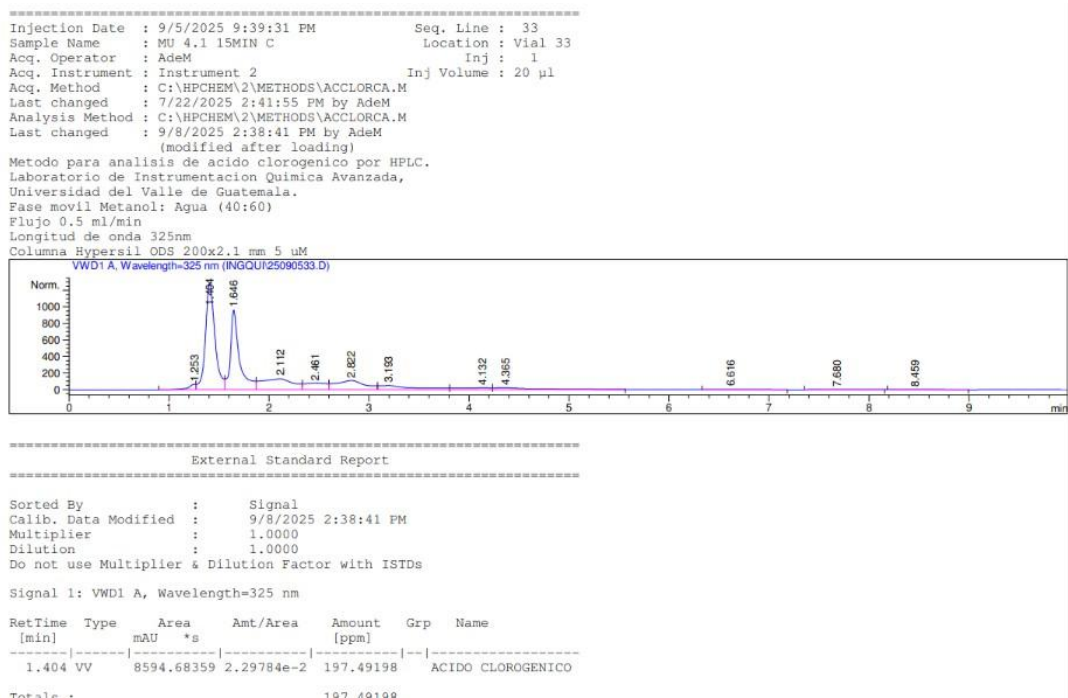 =====================================================================
Injection Date  : 9/5/2025 9:39:31 PM          Seq. Line :  33
Sample Name     : MU 4.1 15MIN C                Location : Vial 33
Acq. Operator   : AdeM                               Inj :   1
Acq. Instrument : Instrument 2                Inj Volume : 20 µl
Acq. Method     : C:\HPCHEM\2\METHODS\ACCLORCA.M
Last changed    : 7/22/2025 2:41:55 PM by AdeM
Analysis Method : C:\HPCHEM\2\METHODS\ACCLORCA.M
Last changed    : 9/8/2025 2:38:41 PM by AdeM
(modified after loading)
Metodo para analisis de acido clorogenico por HPLC.
Laboratorio de Instrumentacion Quimica Avanzada,
Universidad del Valle de Guatemala.
Fase movil Metanol: Agua (40:60)
Flujo 0.5 ml/min
Longitud de onda 325nm
Columna Hypersil ODS 200x2.1 mm 5 uM
VWD1 A, Wavelength=325 nm (INGQUI\25090533.D)
Norm.
1000
800
600
400
200
0
1.253
1.404
1.646
2.112
2.461
2.822
3.193
4.132
4.365
6.616
7.680
8.459
0 1 2 3 4 5 6 7 8 9 min
=====================================================================
External Standard Report
=====================================================================
Sorted By             :      Signal
Calib. Data Modified  :      9/8/2025 2:38:41 PM
Multiplier            :      1.0000
Dilution              :      1.0000
Do not use Multiplier & Dilution Factor with ISTDs
Signal 1: VWD1 A, Wavelength=325 nm
RetTime  Type     Area      Amt/Area    Amount   Grp   Name
[min]          mAU   *s                 [ppm]
-------|------|----------|----------|----------|--|------------------
1.404 VV    8594.68359 2.29784e-2  197.49198    ACIDO CLOROGENICO
Totals :                              197.49198